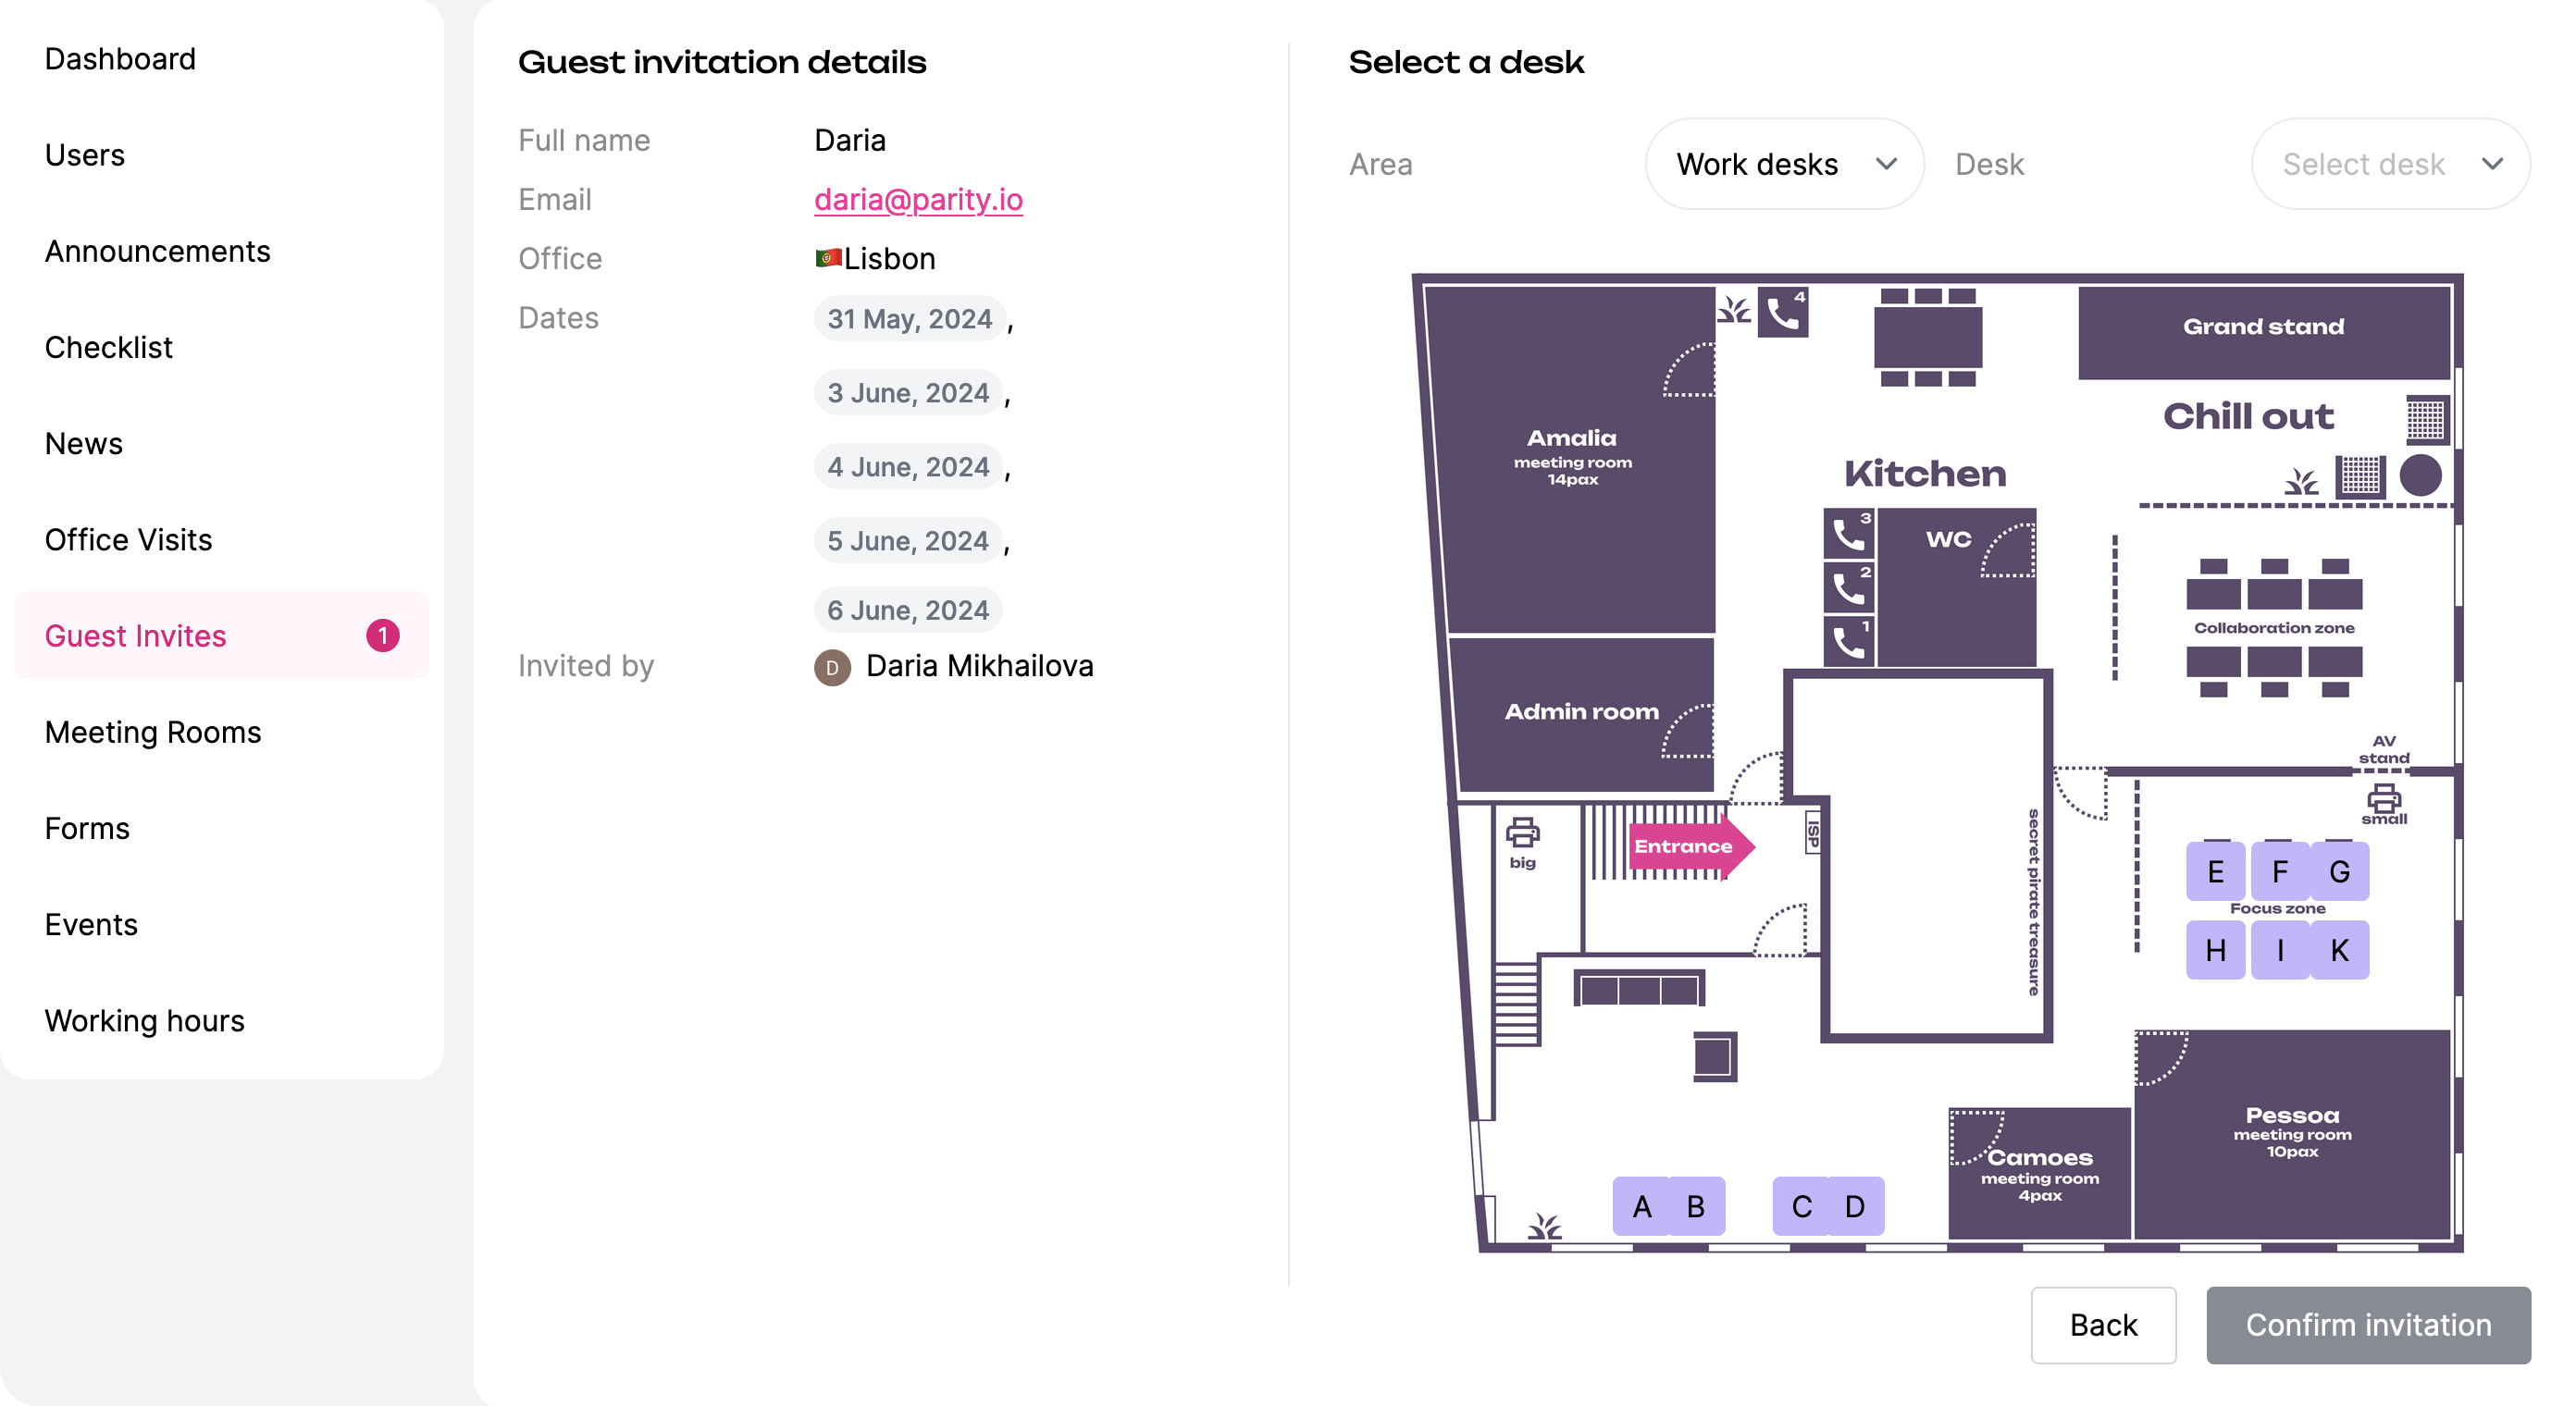 Dashboard
Users
Announcements
Checklist
News
Office Visits
Guest Invites 1
Meeting Rooms
Forms
Events
Working hours
Guest invitation details
Full name Daria
Email daria@parity.io
Office Lisbon
Dates 31 May, 2024,
3 June, 2024,
4 June, 2024,
5 June, 2024,
6 June, 2024
Invited by D Daria Mikhailova
Select a desk
Area Work desks Desk Select desk
4
Grand stand
Chill out
Amalia
meeting room
14pax
Kitchen
3
WC
2
1
Collaboration zone
Admin room
AV
stand
small
big
Entrance
ISP
secret pirate treasure
E F G
Focus zone
H I K
Pessoa
meeting room
10pax
Camoes
meeting room
4pax
A B C D
Back Confirm invitation